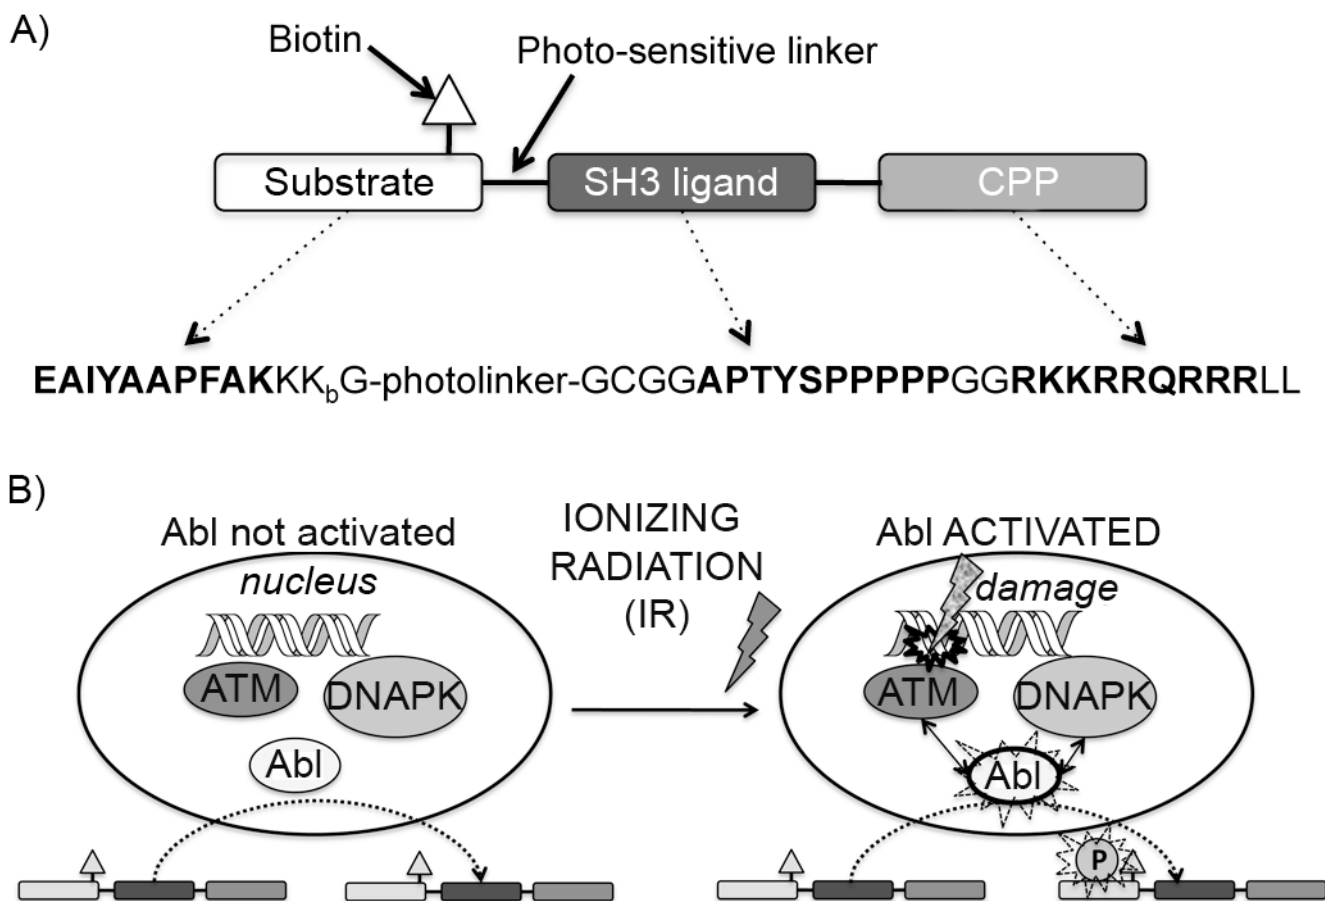 A)
Biotin
Photo-sensitive linker
Substrate
SH3 ligand
CPP
EAIYAAPFAKKKbG-photolinker-GCGGAPTYSPPPPPGGRKKRRQRRRLL
B)
Abl not activated
nucleus
ATM
DNAPK
Abl
IONIZING
RADIATION
(IR)
Abl ACTIVATED
damage
ATM
DNAPK
Abl
P